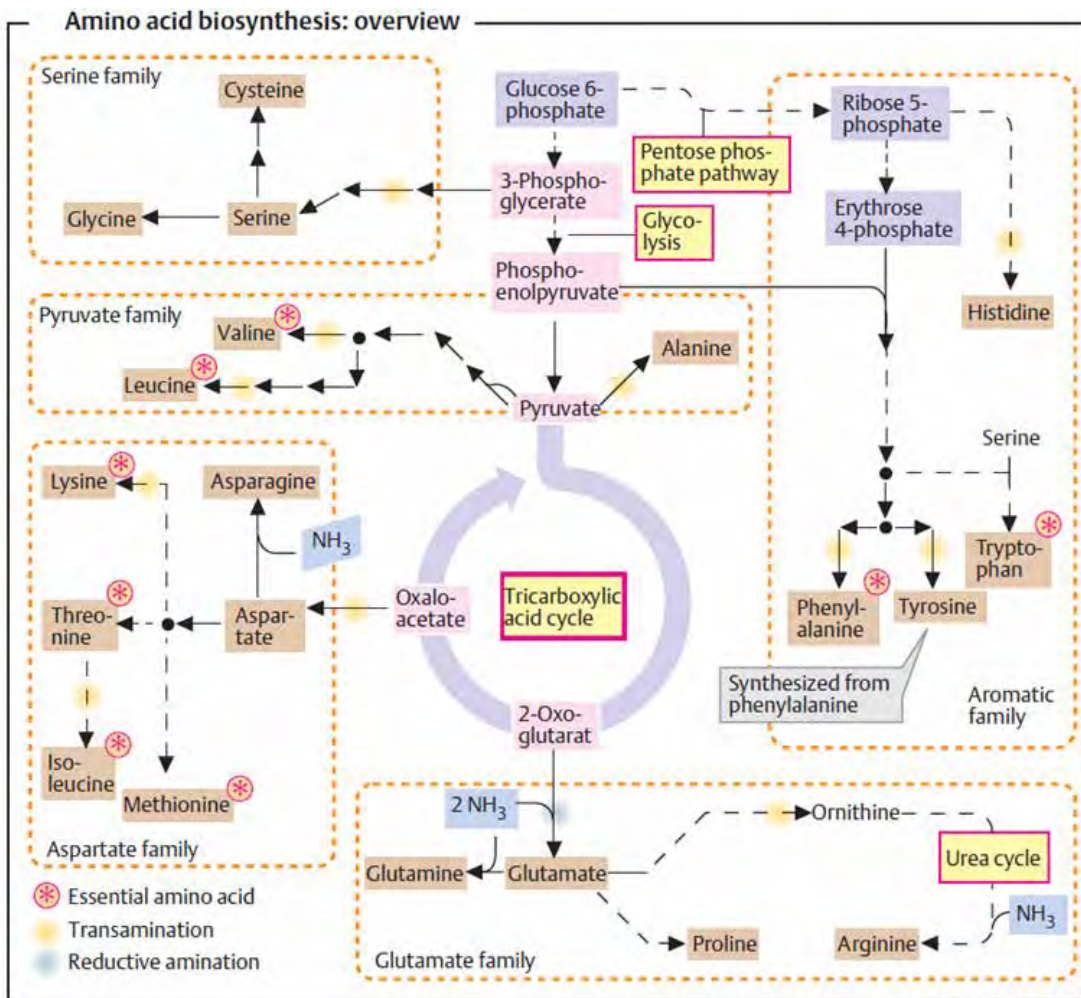 Amino acid biosynthesis: overview
Serine family
Cysteine
Glycine
Serine
Glucose 6-
phosphate
3-Phospho-
glycerate
Phospho-
enolpyruvate
Pentose phos-
phate pathway
Glyco-
lysis
Ribose 5-
phosphate
Erythrose
4-phosphate
Histidine
Pyruvate family
Valine
*
Leucine
*
Pyruvate
Alanine
Serine
Trypto-
phan
*
Phenyl-
alanine
*
Tyrosine
Synthesized from
phenylalanine
Aromatic
family
Lysine
*
Asparagine
NH3
Threo-
nine
*
Aspar-
tate
Iso-
leucine
*
Methionine
*
Aspartate family
Oxalo-
acetate
Tricarboxylic
acid cycle
2-Oxo-
glutarat
2 NH3
Glutamine
Glutamate
Ornithine
Urea cycle
NH3
Proline
Arginine
Glutamate family
* Essential amino acid
Transamination
Reductive amination